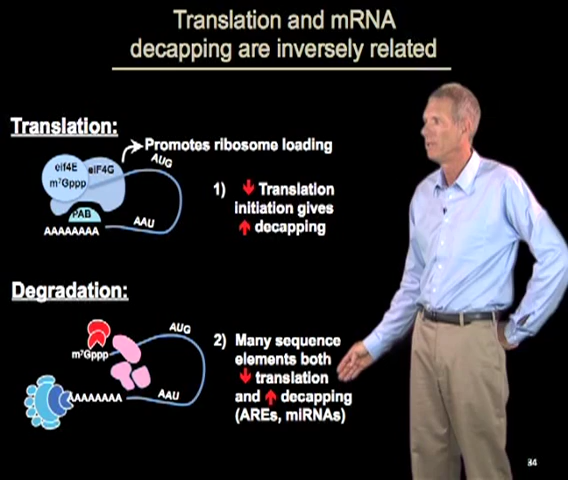 Translation and mRNA
decapping are inversely related
Translation:
Promotes ribosome loading
eif4E
eIF4G
m⁷Gppp
AUG
PAB
AAAAAAAA
AAU
1) ↓ Translation
initiation gives
↑ decapping
Degradation:
AUG
m⁷Gppp
AAAAAAAA
AAU
2) Many sequence
elements both
↓ translation
and ↑ decapping
(AREs, miRNAs)
34